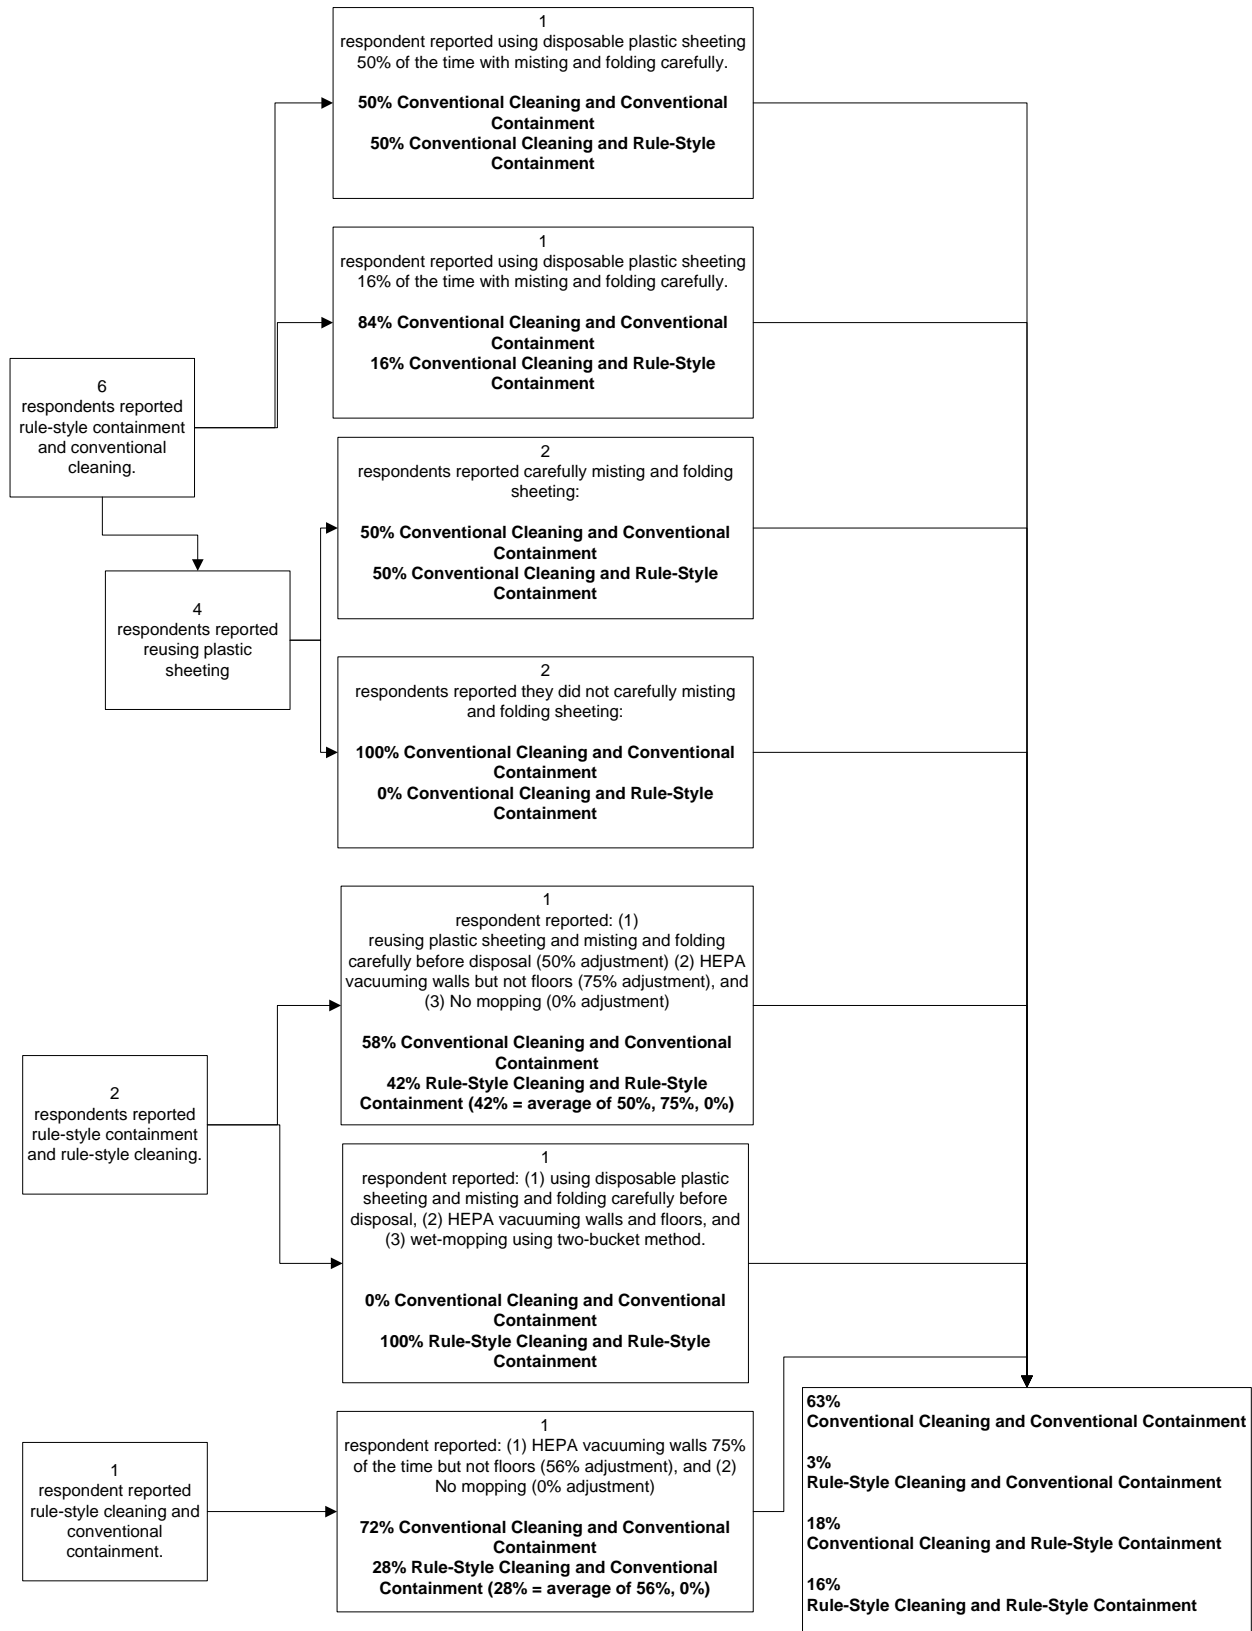 1
respondent reported using disposable plastic sheeting
50% of the time with misting and folding carefully.
50% Conventional Cleaning and Conventional
Containment
50% Conventional Cleaning and Rule-Style
Containment
1
respondent reported using disposable plastic sheeting
16% of the time with misting and folding carefully.
84% Conventional Cleaning and Conventional
Containment
16% Conventional Cleaning and Rule-Style
Containment
6
respondents reported
rule-style containment
and conventional
cleaning.
2
respondents reported carefully misting and folding
sheeting:
50% Conventional Cleaning and Conventional
Containment
50% Conventional Cleaning and Rule-Style
Containment
4
respondents reported
reusing plastic
sheeting
2
respondents reported they did not carefully misting
and folding sheeting:
100% Conventional Cleaning and Conventional
Containment
0% Conventional Cleaning and Rule-Style
Containment
1
respondent reported: (1)
reusing plastic sheeting and misting and folding
carefully before disposal (50% adjustment) (2) HEPA
vacuuming walls but not floors (75% adjustment), and
(3) No mopping (0% adjustment)
58% Conventional Cleaning and Conventional
Containment
42% Rule-Style Cleaning and Rule-Style
Containment (42% = average of 50%, 75%, 0%)
2
respondents reported
rule-style containment
and rule-style cleaning.
1
respondent reported: (1) using disposable plastic
sheeting and misting and folding carefully before
disposal, (2) HEPA vacuuming walls and floors, and
(3) wet-mopping using two-bucket method.
0% Conventional Cleaning and Conventional
Containment
100% Rule-Style Cleaning and Rule-Style
Containment
1
respondent reported
rule-style cleaning and
conventional
containment.
1
respondent reported: (1) HEPA vacuuming walls 75%
of the time but not floors (56% adjustment), and (2)
No mopping (0% adjustment)
72% Conventional Cleaning and Conventional
Containment
28% Rule-Style Cleaning and Conventional
Containment (28% = average of 56%, 0%)
63%
Conventional Cleaning and Conventional Containment
3%
Rule-Style Cleaning and Conventional Containment
18%
Conventional Cleaning and Rule-Style Containment
16%
Rule-Style Cleaning and Rule-Style Containment